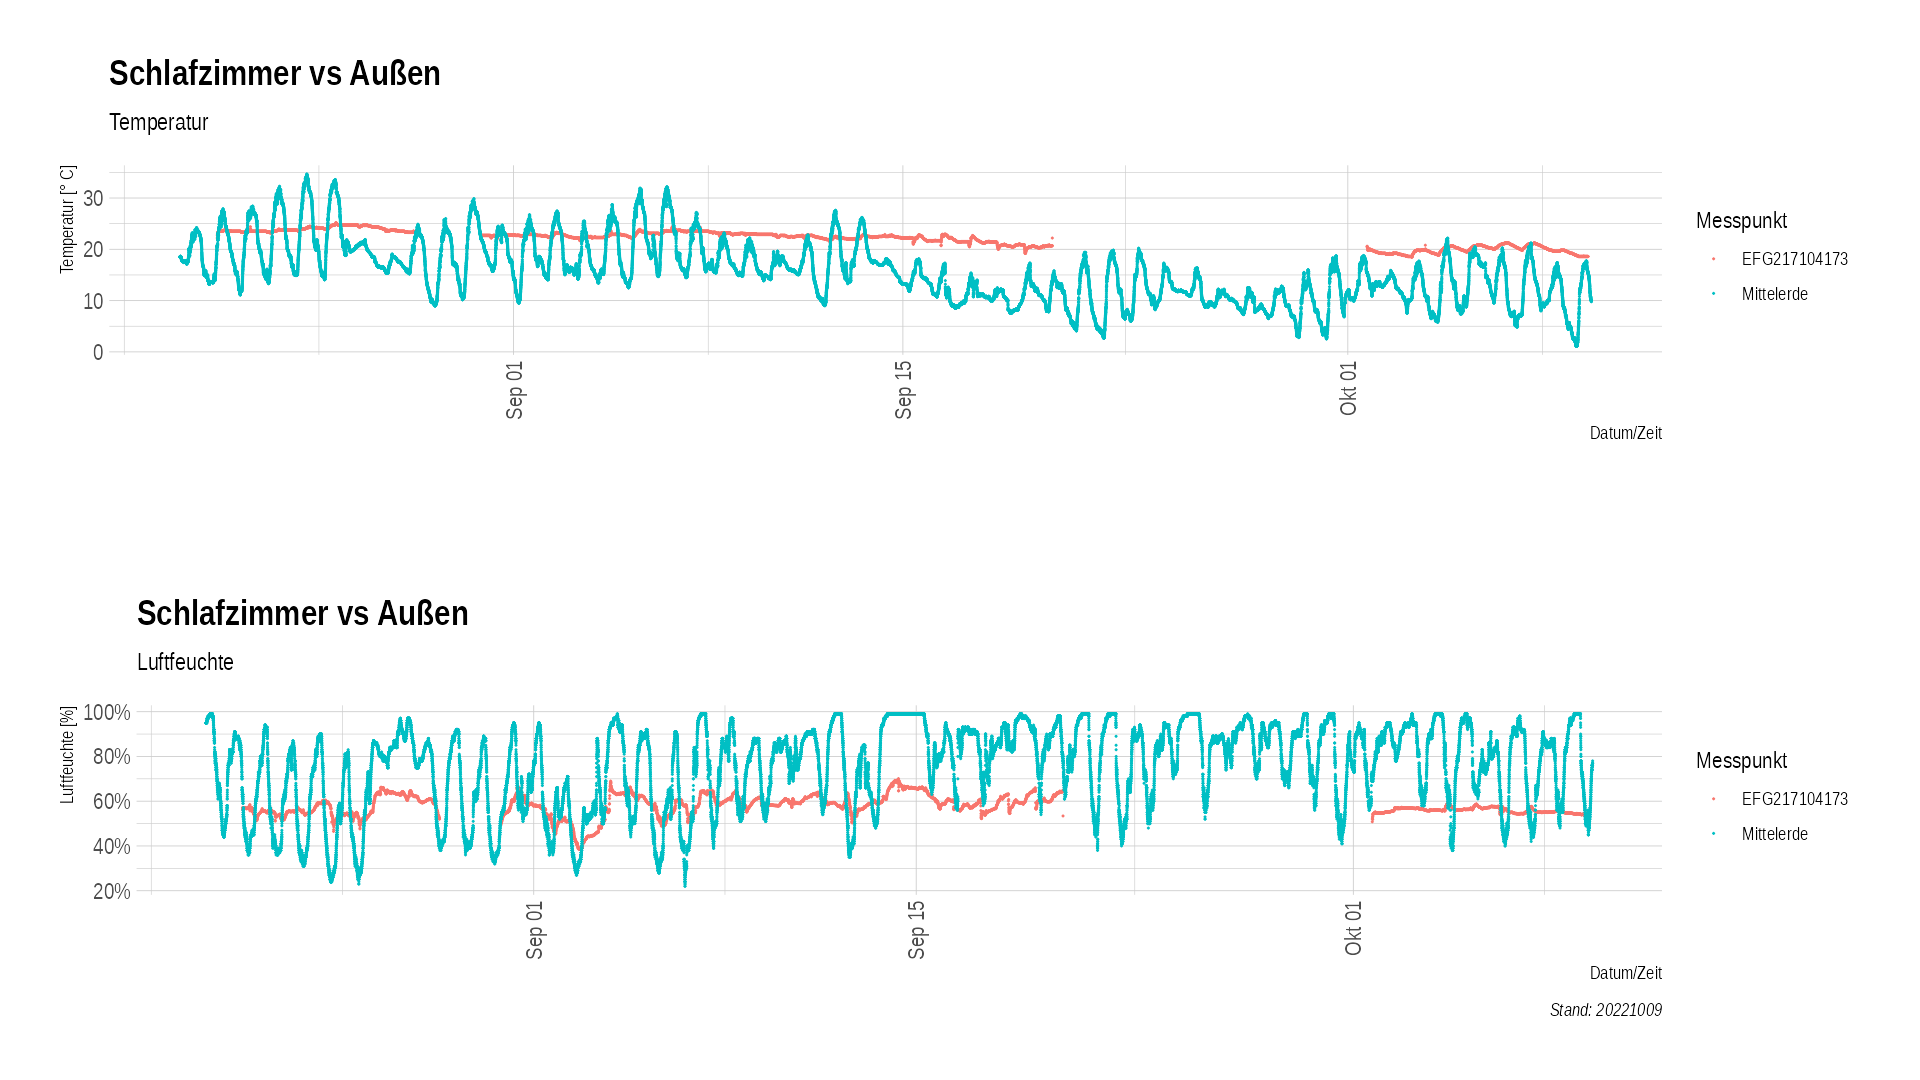 Schlafzimmer vs Außen
Temperatur
Temperatur [° C]
30
20
10
0
Sep 01
Sep 15
Okt 01
Datum/Zeit
Messpunkt
EFG217104173
Mittelerde
Schlafzimmer vs Außen
Luftfeuchte
Luftfeuchte [%]
100%
80%
60%
40%
20%
Sep 01
Sep 15
Okt 01
Datum/Zeit
Messpunkt
EFG217104173
Mittelerde
Stand: 20221009